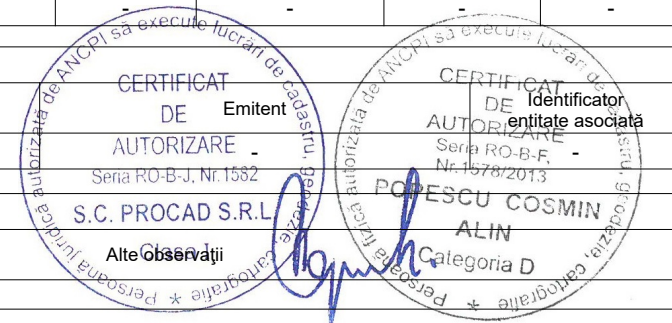 - - - -
Persoană juridică autorizată de ANCPI să execute lucrări de cadastru, geodezie, cartografie *
CERTIFICAT
DE
AUTORIZARE
Seria RO-B-J, Nr.1582
S.C. PROCAD S.R.L
Clasa I
Emitent
-
Alte observaţii
Persoană fizică autorizată de ANCPI să execute lucrări de cadastru, geodezie, cartografie *
CERTIFICAT
DE
AUTORIZARE
Seria RO-B-F,
Nr.1578/2013
POPESCU COSMIN
ALIN
Categoria D
Identificator
entitate asociată
-